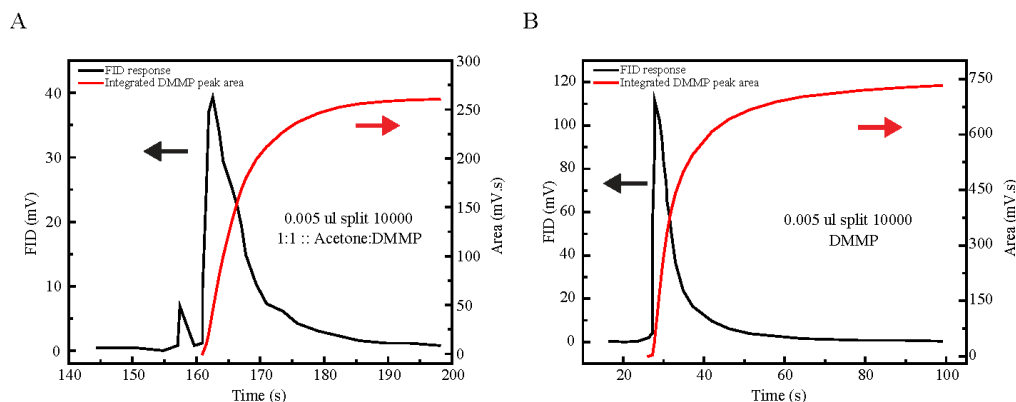 A
B
FID response
Integrated DMMP peak area
0.005 ul split 10000
1:1 :: Acetone:DMMP
FID (mV)
0
10
20
30
40
Area (mV.s)
0
50
100
150
200
250
300
140
150
160
170
180
190
200
Time (s)
FID response
Integrated DMMP peak area
0.005 ul split 10000
DMMP
FID (mV)
0
20
40
60
80
100
120
Area (mV.s)
0
150
300
450
600
750
20
40
60
80
100
Time (s)